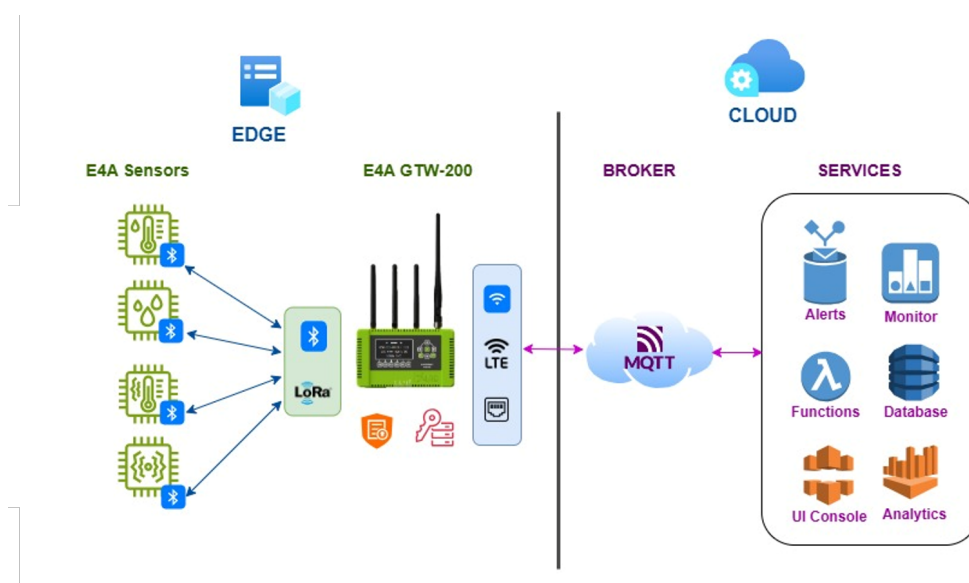 EDGE
CLOUD
E4A Sensors
E4A GTW-200
BROKER
SERVICES
Alerts
Monitor
LoRa
LTE
MQTT
Functions
Database
UI Console
Analytics